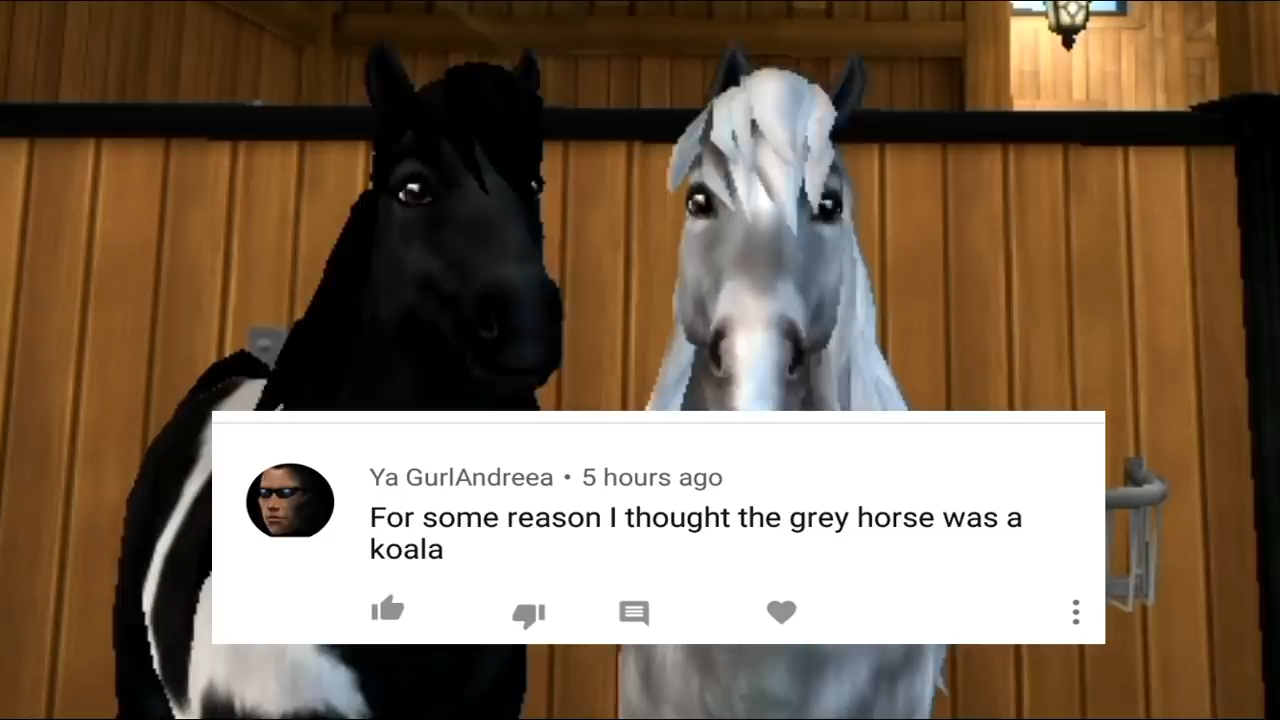 Ya GurlAndreea • 5 hours ago
For some reason I thought the grey horse was a
koala